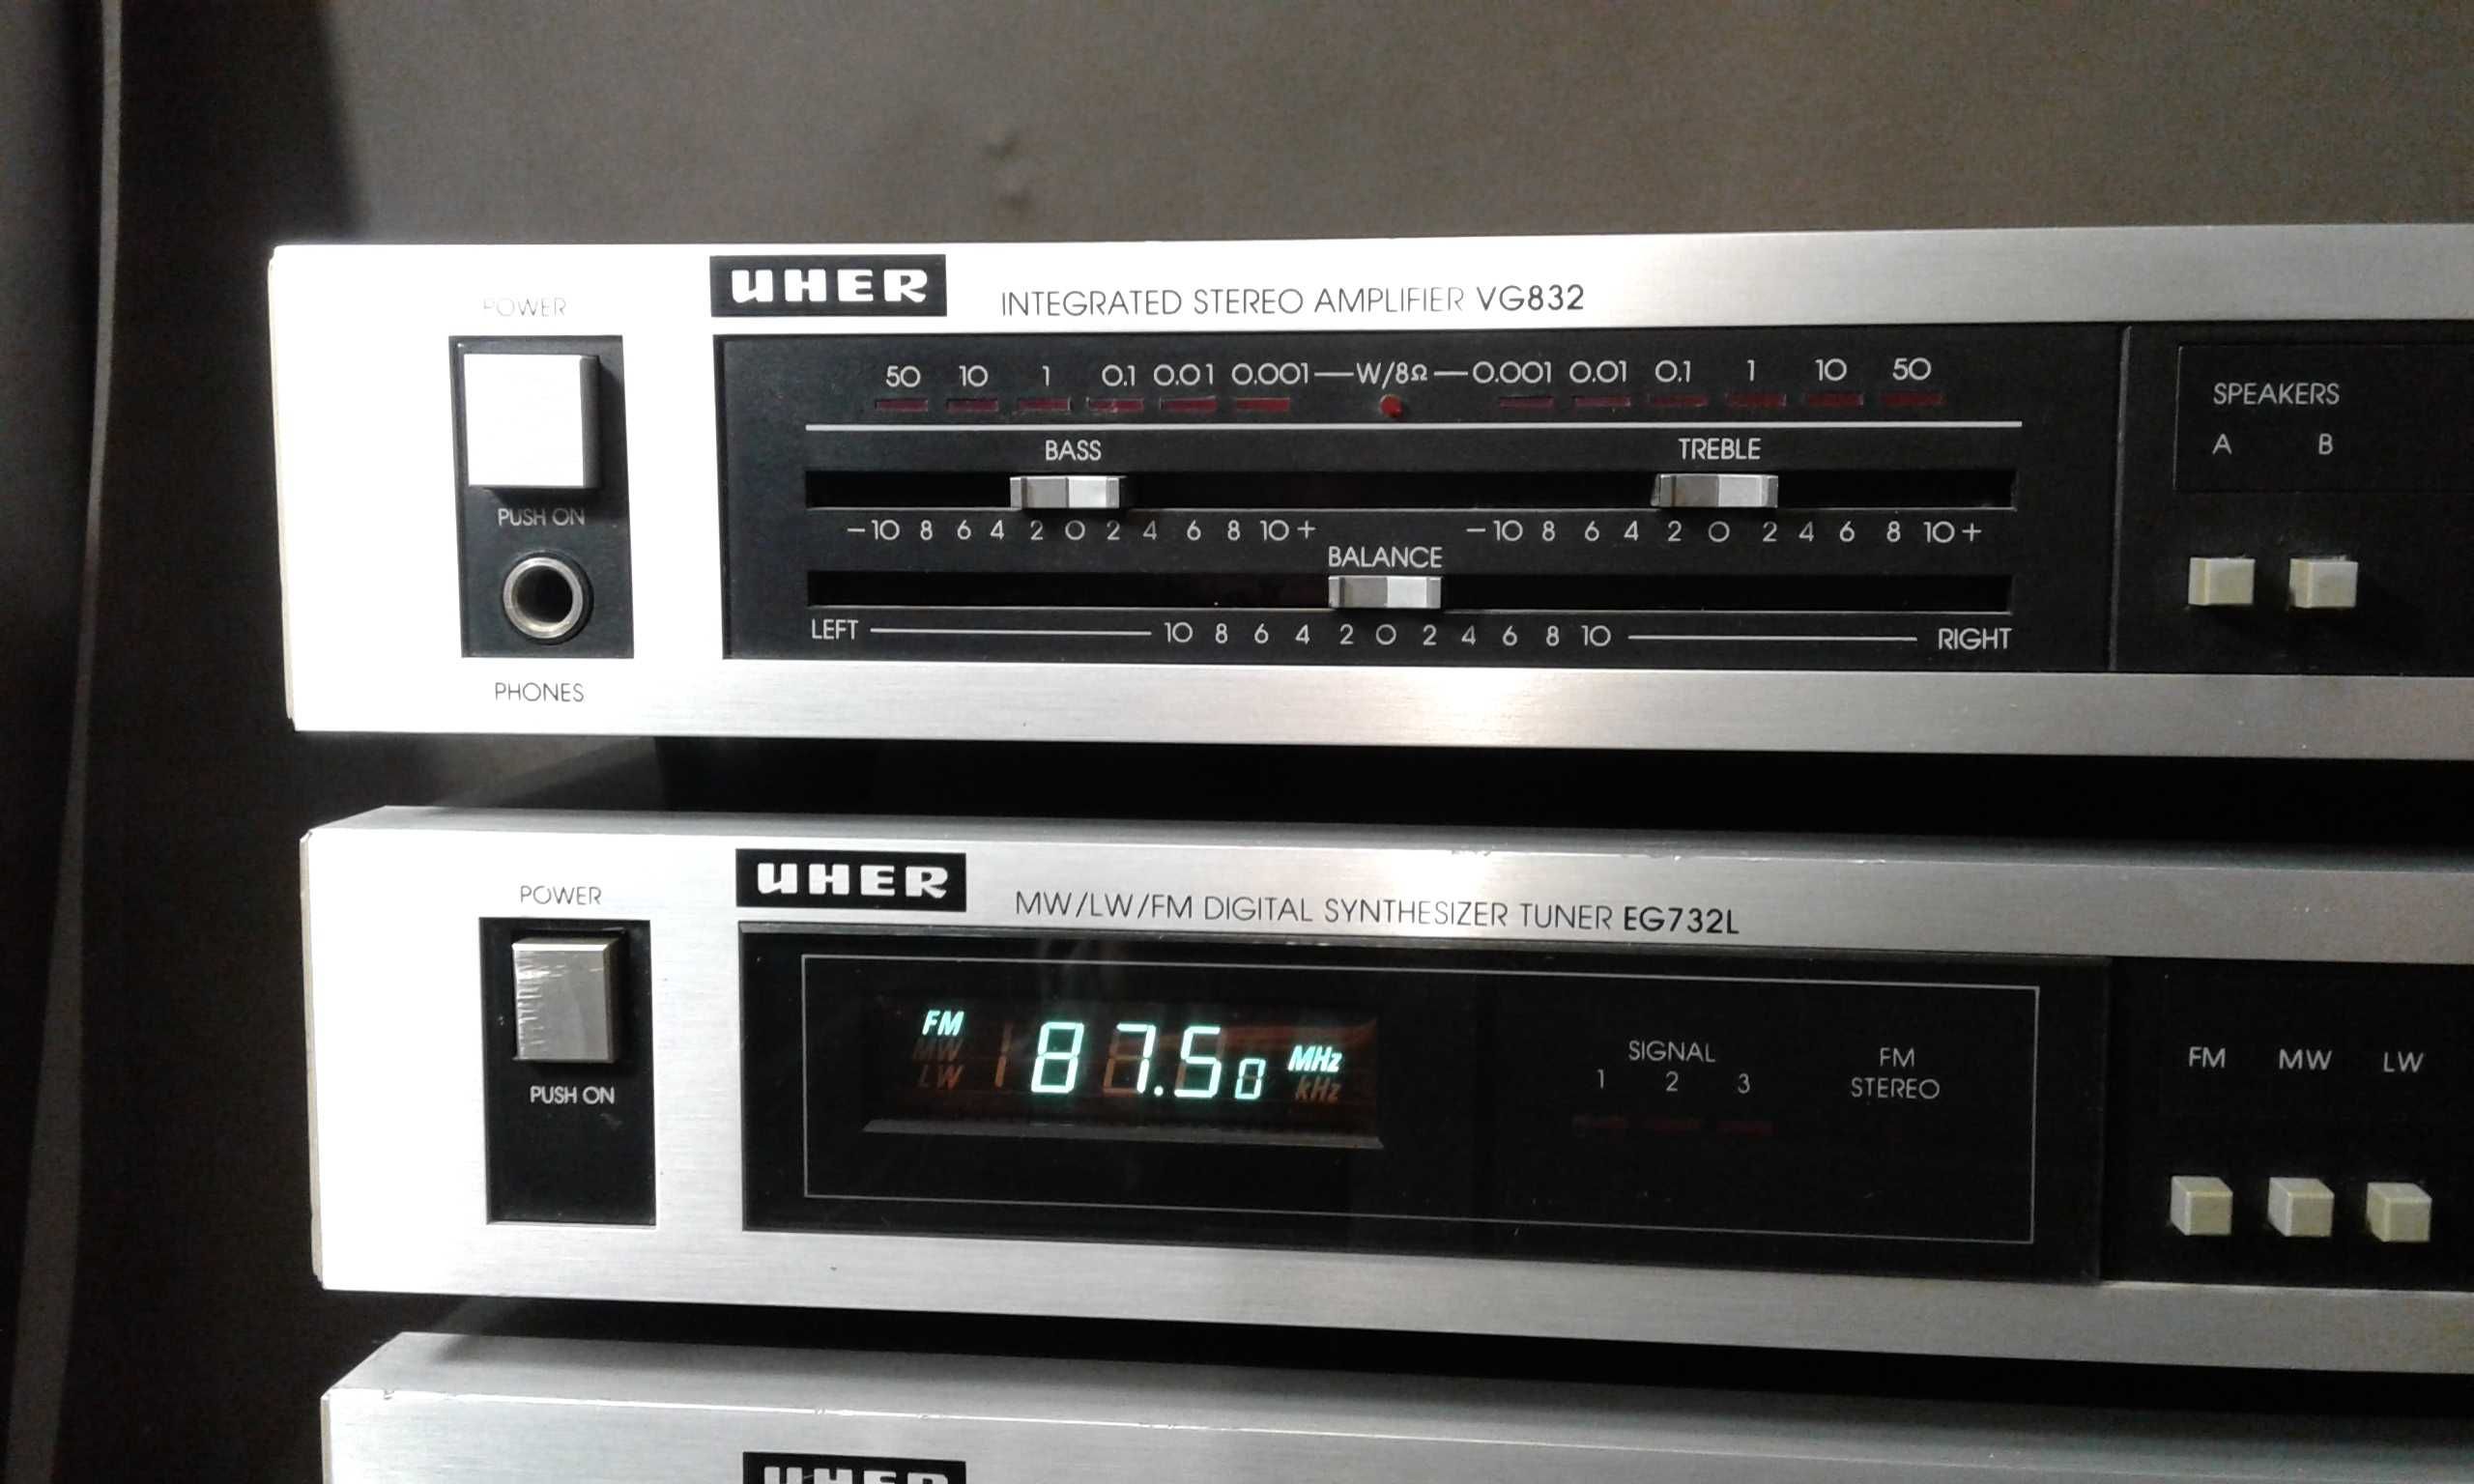 POWER
UHER INTEGRATED STEREO AMPLIFIER VG832
50 10 1 0.1 0.01 0.001—W/8Ω—0.001 0.01 0.1 1 10 50
BASS TREBLE
SPEAKERS
A B
PUSH ON
−10 8 6 4 2 0 2 4 6 8 10+ −10 8 6 4 2 0 2 4 6 8 10+
BALANCE
LEFT 10 8 6 4 2 0 2 4 6 8 10 RIGHT
PHONES
POWER
UHER MW/LW/FM DIGITAL SYNTHESIZER TUNER EG732L
FM
MW
LW
87.50 MHz
kHz
SIGNAL
1 2 3
FM
STEREO
FM MW LW
PUSH ON
UHER